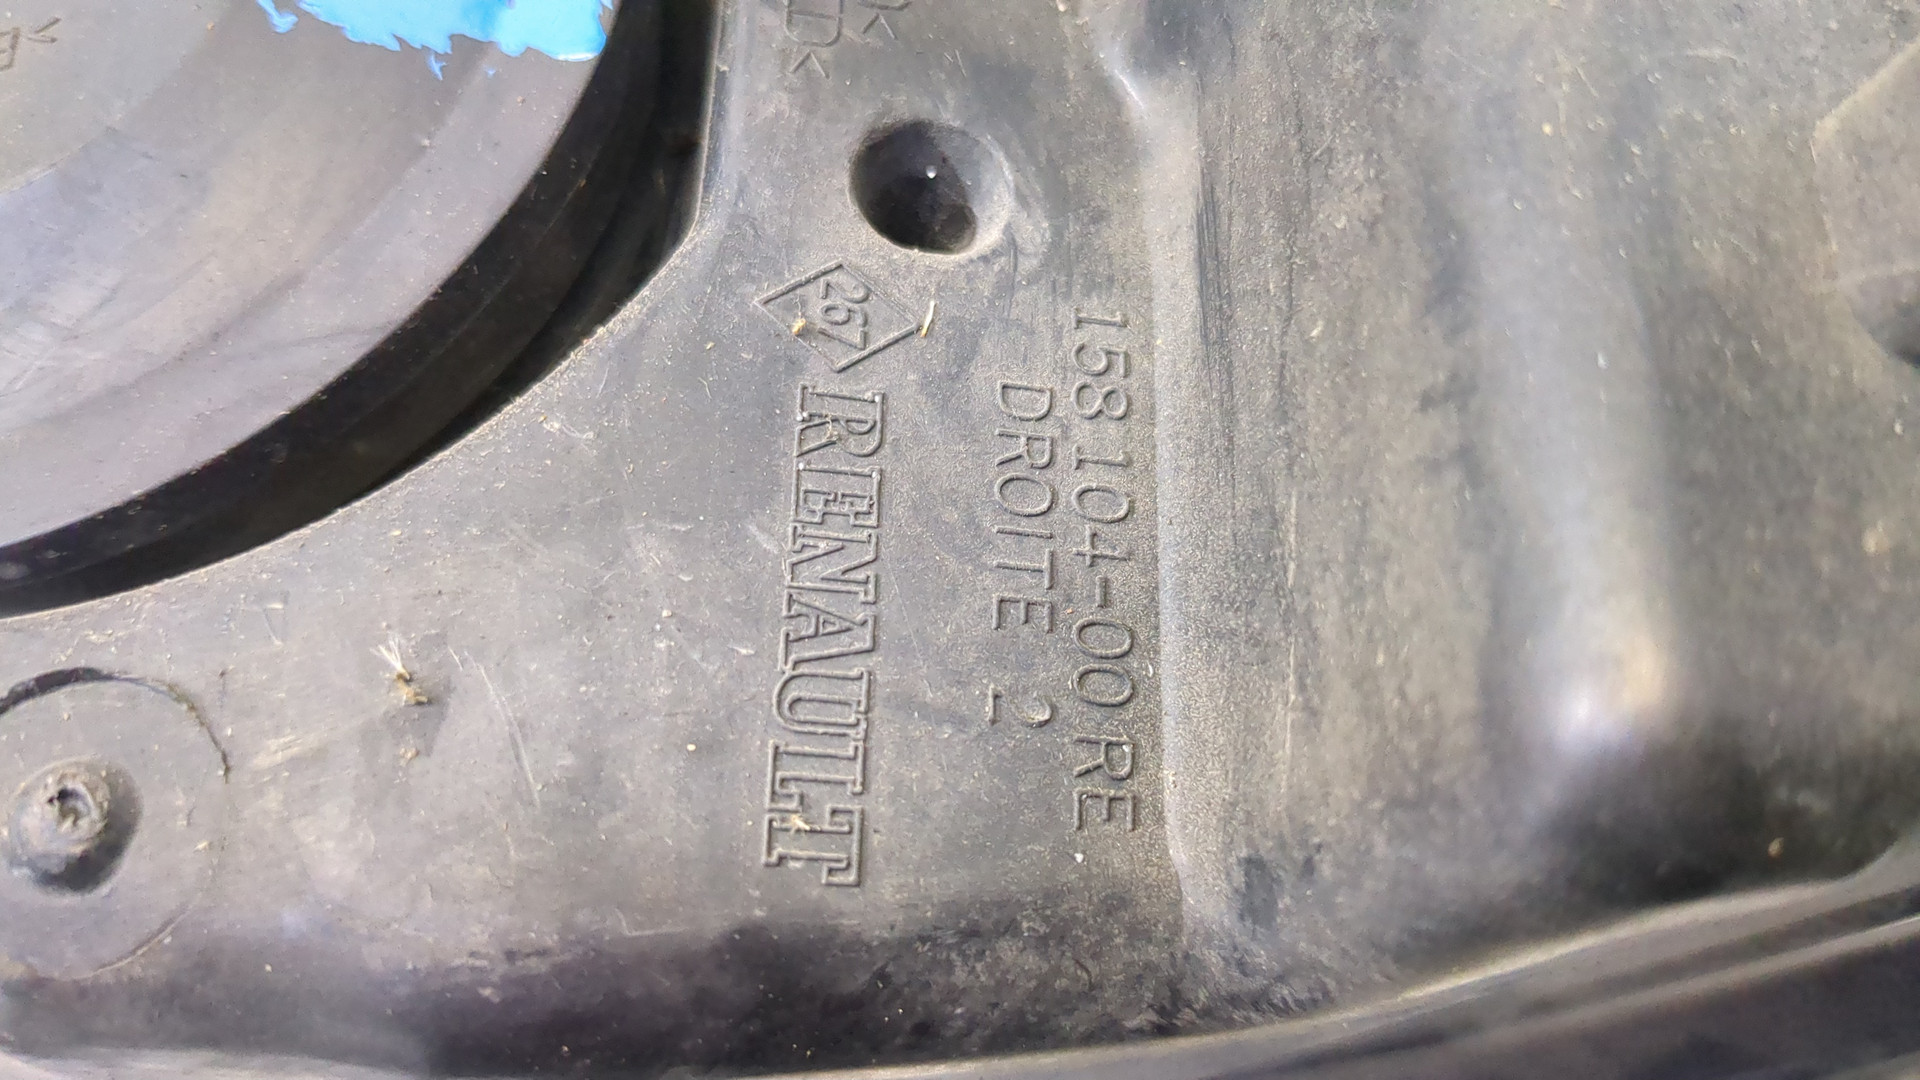 158 104-00 RE
DROITE 2
267 RENAULT